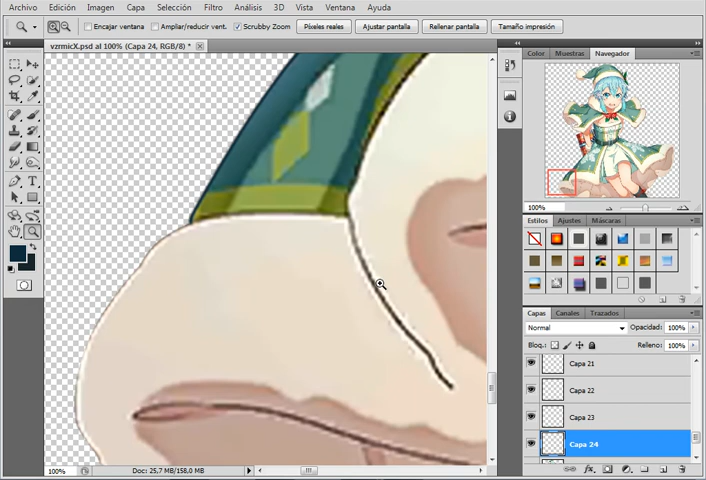 Archivo Edición Imagen Capa Selección Filtro Análisis 3D Vista Ventana Ayuda
Encajar ventana Ampliar/reducir vent. Scrubby Zoom Píxeles reales Ajustar pantalla Rellenar pantalla Tamaño impresión
vzrmicX.psd al 100% (Capa 24, RGB/8) *
Color Muestras Navegador
100%
Estilos Ajustes Máscaras
Capas Canales Trazados
Normal Opacidad: 100%
Bloq.: Relleno: 100%
Capa 21
Capa 22
Capa 23
Capa 24
100% Doc: 25,7 MB/158,0 MB
fx